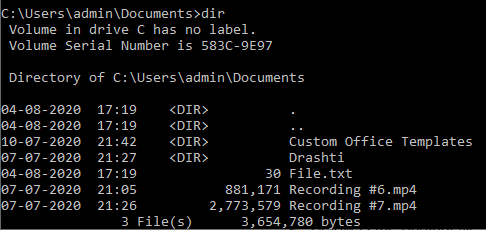 C:\Users\admin\Documents>dir
Volume in drive C has no label.
Volume Serial Number is 583C-9E97
Directory of C:\Users\admin\Documents
04-08-2020 17:19 <DIR> .
04-08-2020 17:19 <DIR> ..
10-07-2020 21:42 <DIR> Custom Office Templates
07-07-2020 21:27 <DIR> Drashti
04-08-2020 17:19 30 File.txt
07-07-2020 21:05 881,171 Recording #6.mp4
07-07-2020 21:26 2,773,579 Recording #7.mp4
3 File(s) 3,654,780 bytes